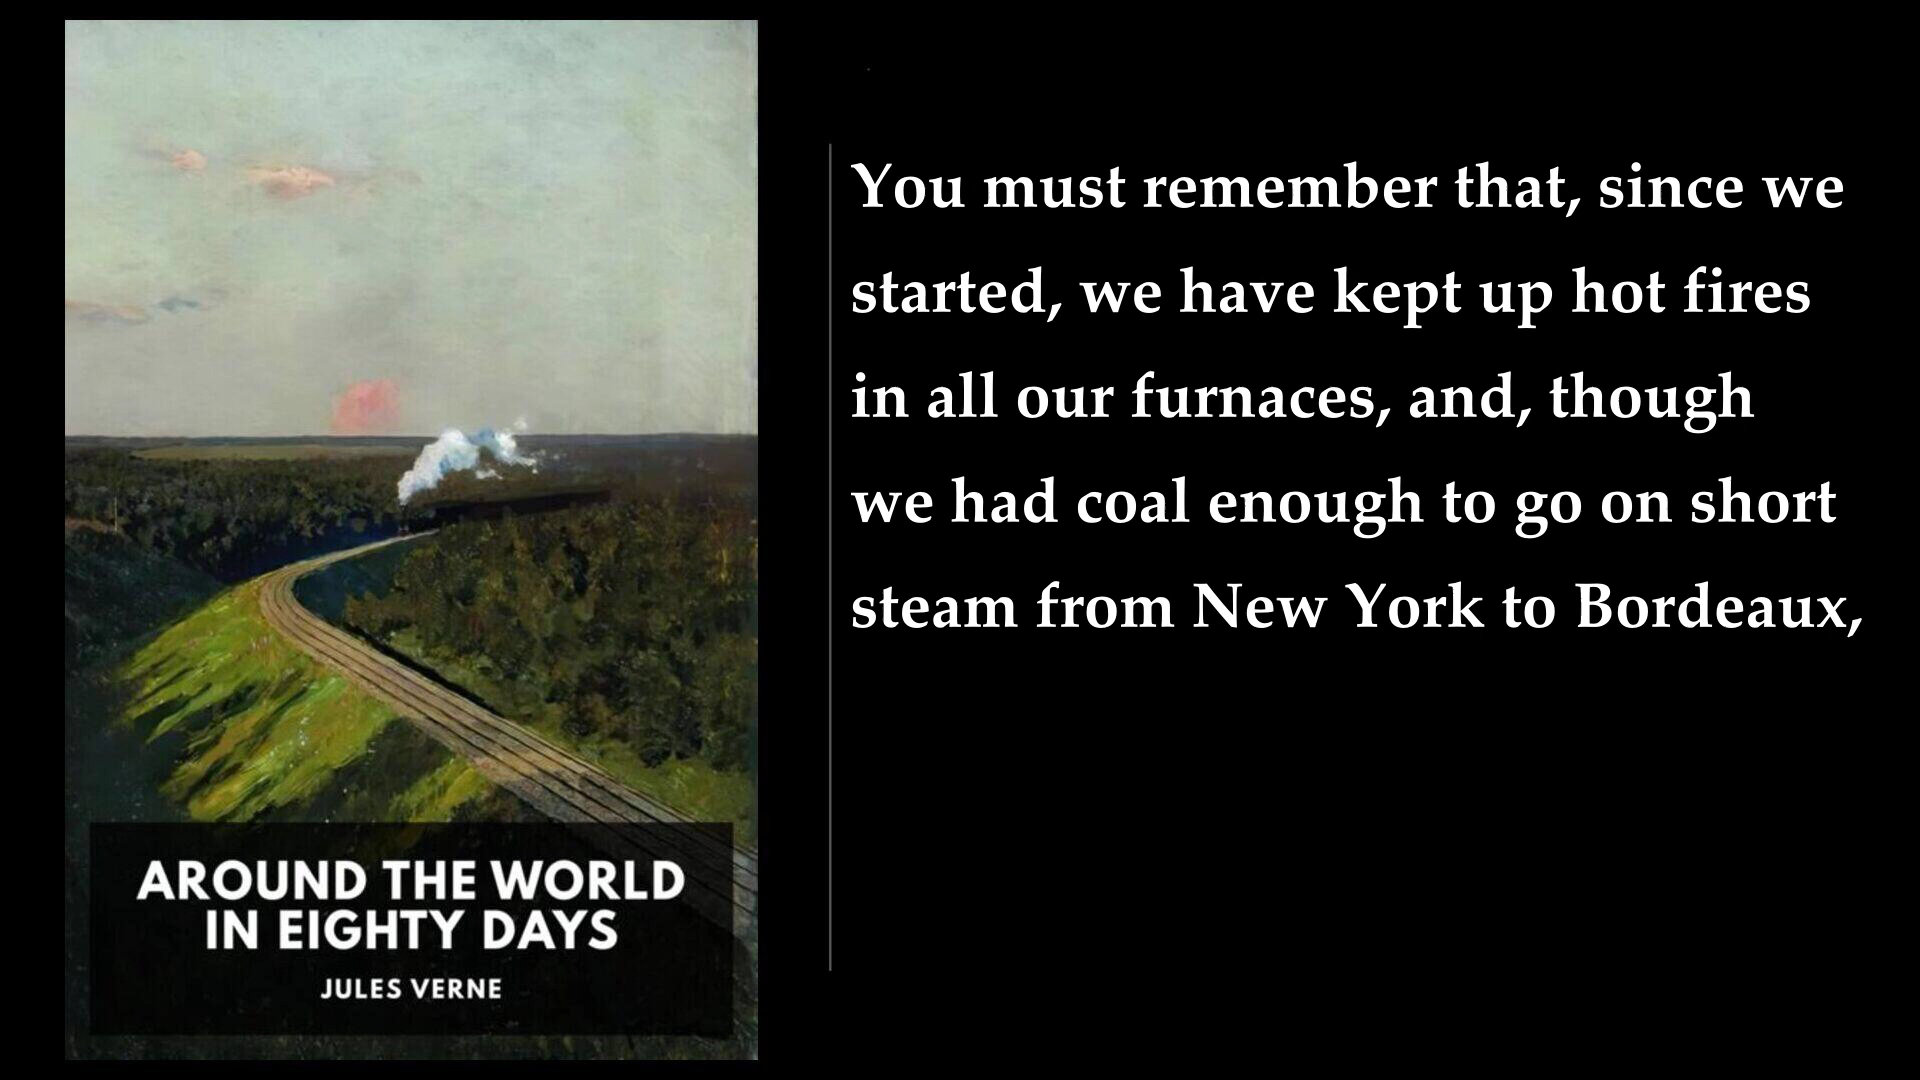 You must remember that, since we
started, we have kept up hot fires
in all our furnaces, and, though
we had coal enough to go on short
steam from New York to Bordeaux,
AROUND THE WORLD
IN EIGHTY DAYS
JULES VERNE